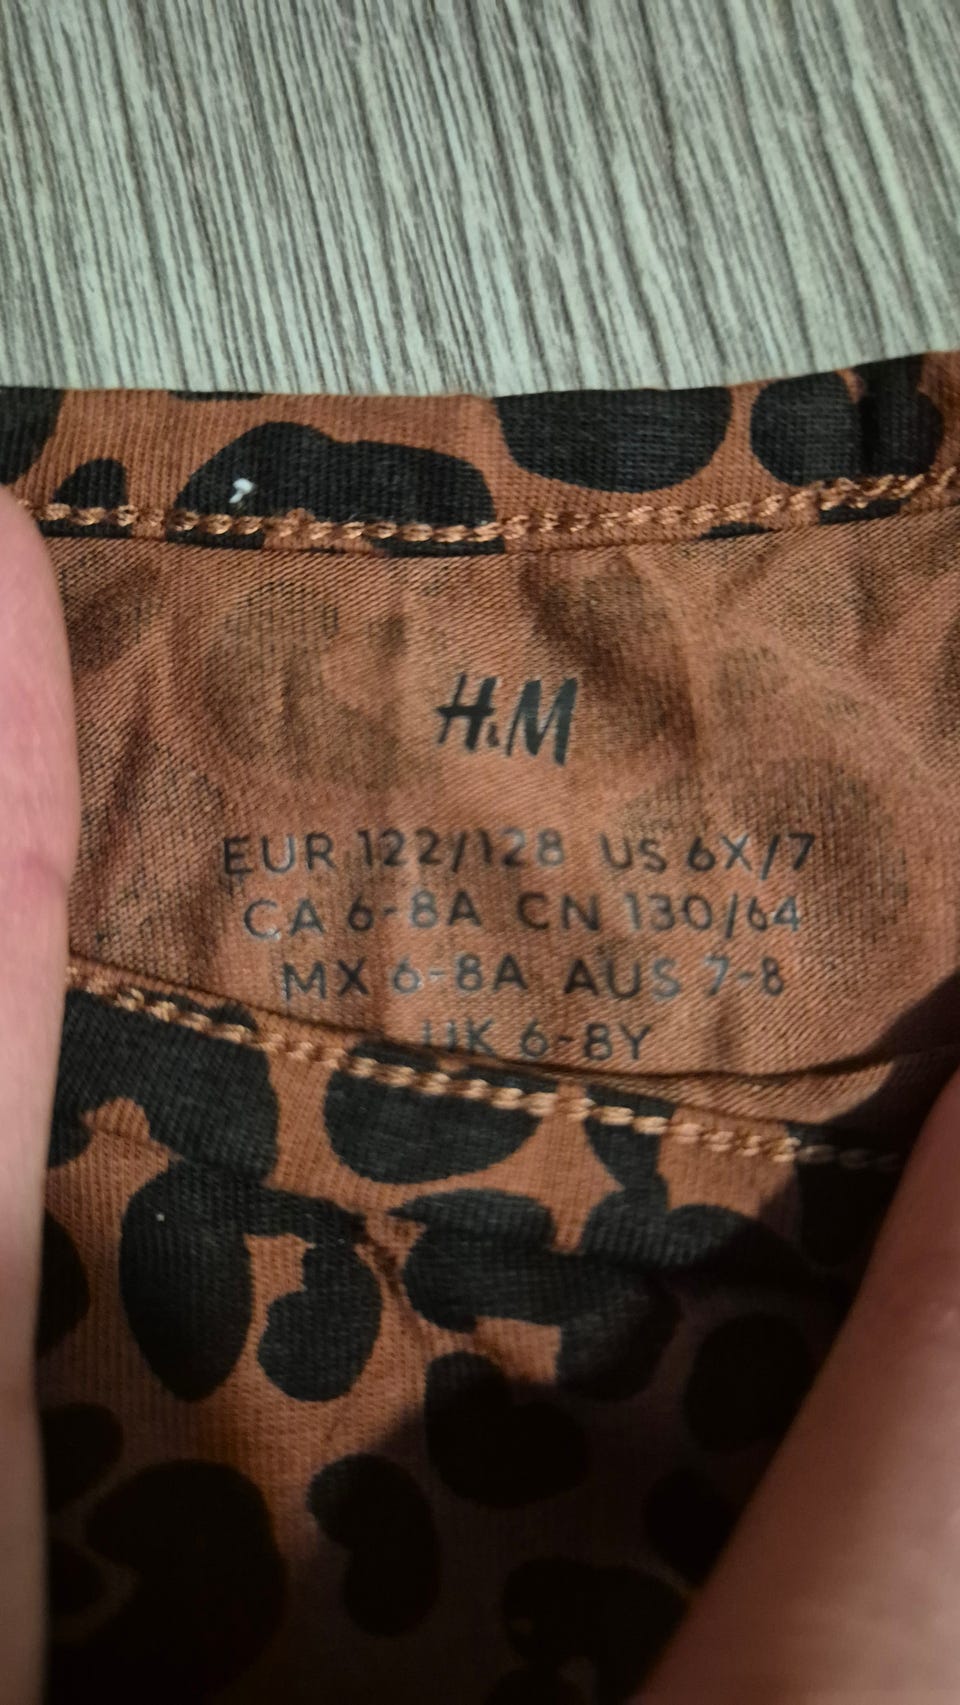 H&M
EUR 122/128 US 6X/7
CA 6-8A CN 130/64
MX 6-8A AUS 7-8
UK 6-8Y